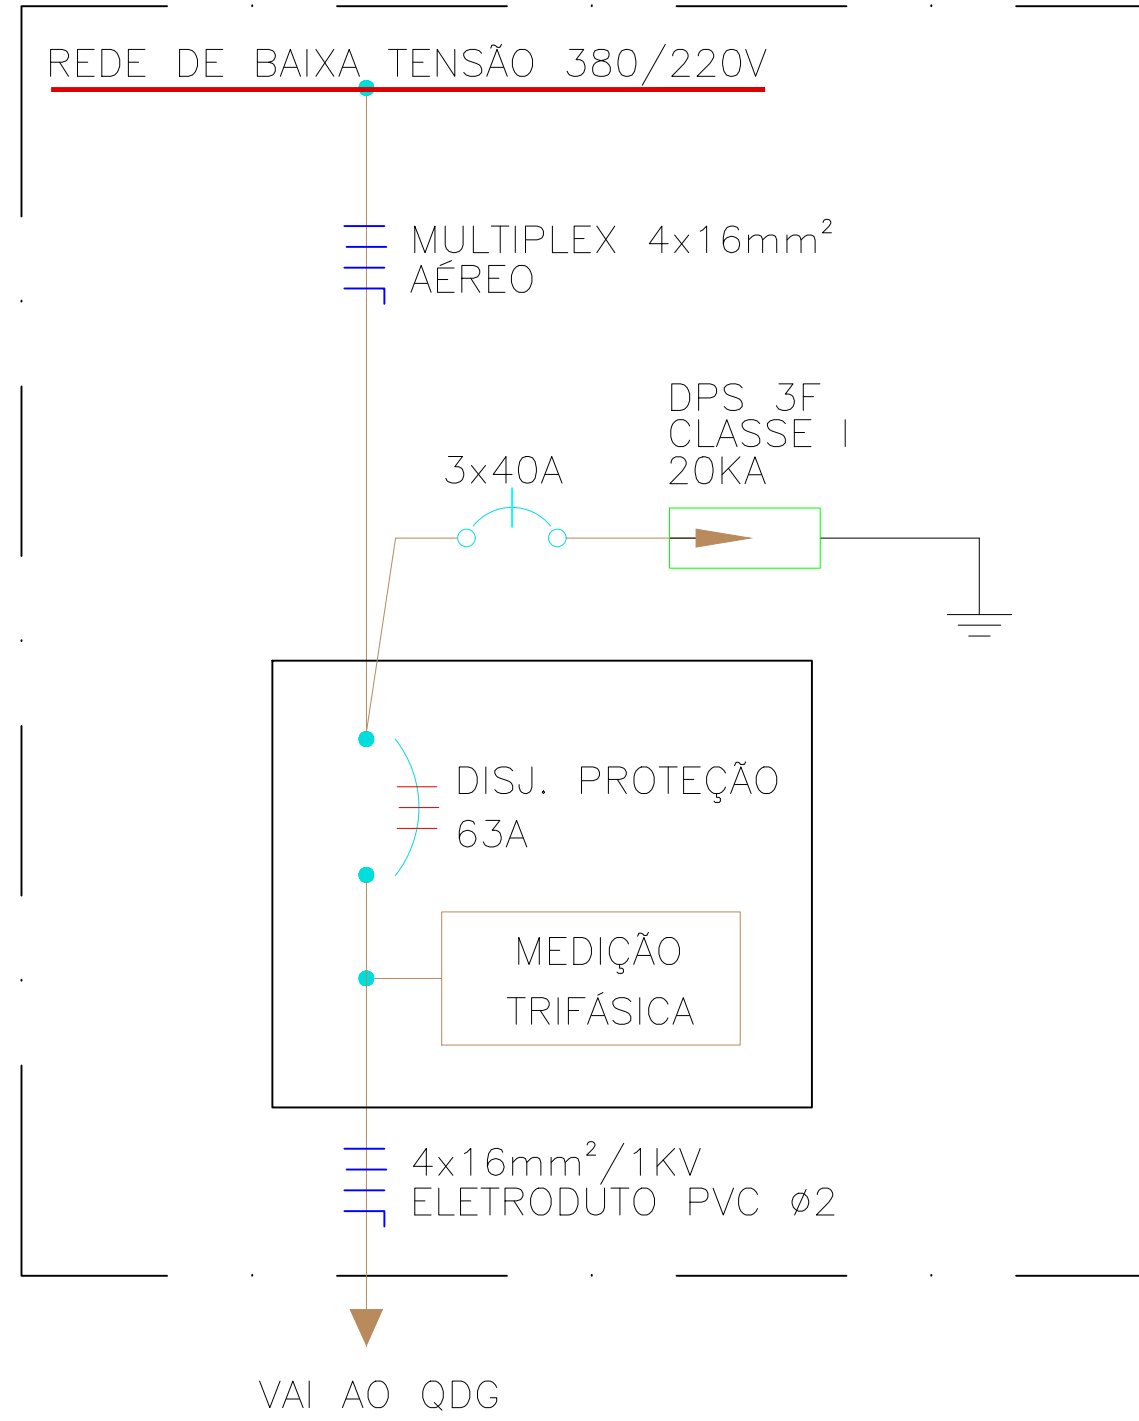 REDE DE BAIXA TENSÃO 380/220V
MULTIPLEX 4x16mm²
AÉREO
DPS 3F
CLASSE I
20KA
3x40A
DISJ. PROTEÇÃO
63A
MEDIÇÃO
TRIFÁSICA
4x16mm²/1KV
ELETRODUTO PVC ø2
VAI AO QDG